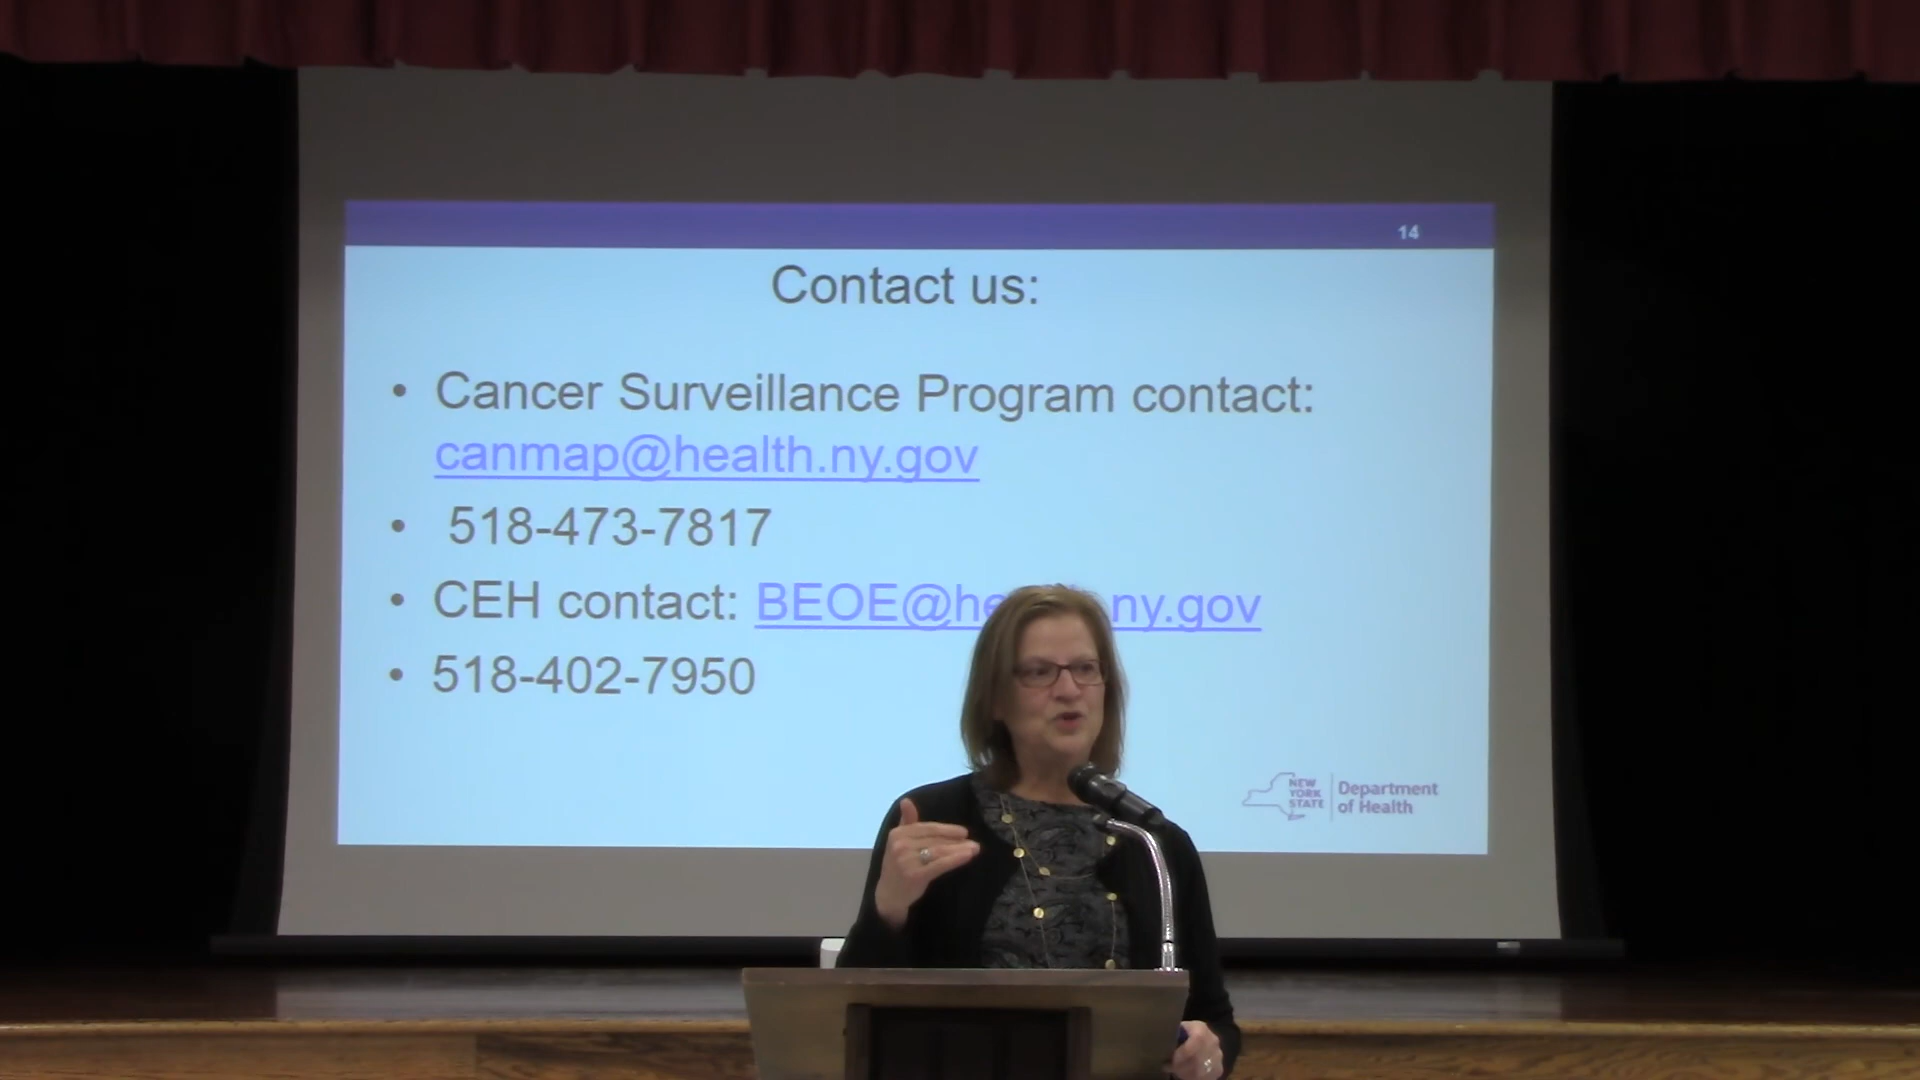 14
Contact us:
• Cancer Surveillance Program contact:
canmap@health.ny.gov
• 518-473-7817
• CEH contact: BEOE@he ny.gov
• 518-402-7950
NEW
YORK
STATE
Department
of Health